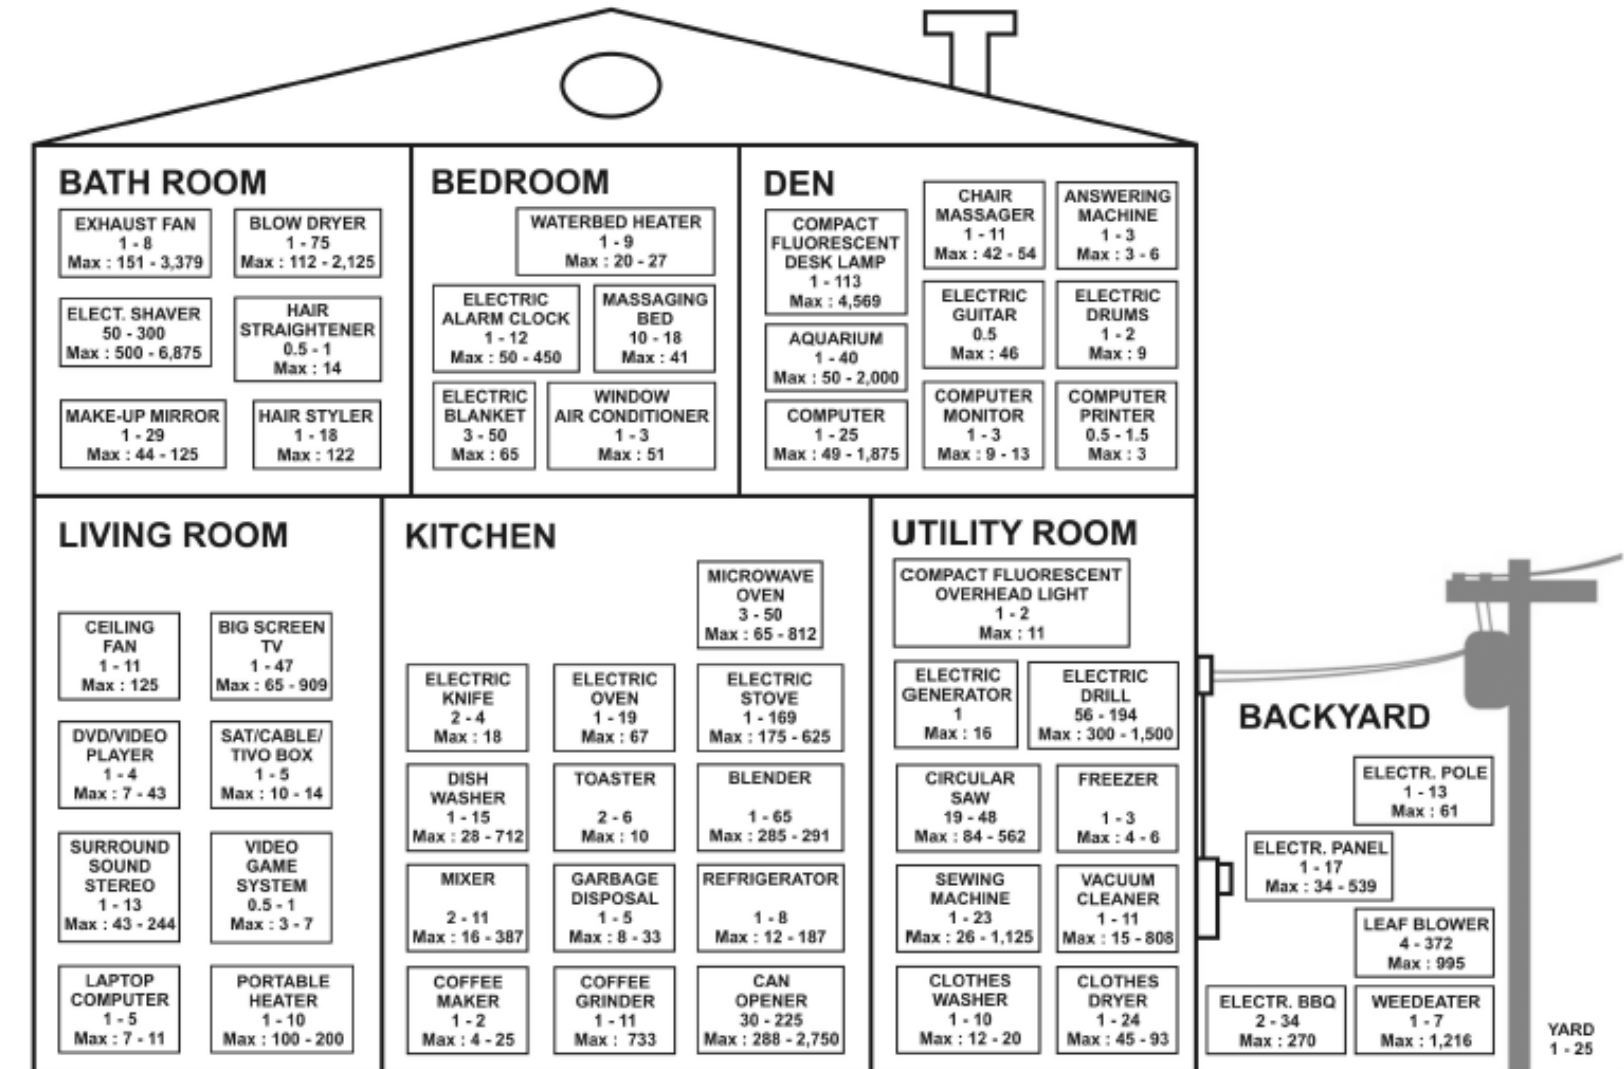 BATH ROOM
EXHAUST FAN
1 - 8
Max : 151 - 3,379
BLOW DRYER
1 - 75
Max : 112 - 2,125
ELECT. SHAVER
50 - 300
Max : 500 - 6,875
HAIR
STRAIGHTENER
0.5 - 1
Max : 14
MAKE-UP MIRROR
1 - 29
Max : 44 - 125
HAIR STYLER
1 - 18
Max : 122
BEDROOM
WATERBED HEATER
1 - 9
Max : 20 - 27
ELECTRIC
ALARM CLOCK
1 - 12
Max : 50 - 450
MASSAGING
BED
10 - 18
Max : 41
ELECTRIC
BLANKET
3 - 50
Max : 65
WINDOW
AIR CONDITIONER
1 - 3
Max : 51
DEN
COMPACT
FLUORESCENT
DESK LAMP
1 - 113
Max : 4,569
CHAIR
MASSAGER
1 - 11
Max : 42 - 54
ANSWERING
MACHINE
1 - 3
Max : 3 - 6
AQUARIUM
1 - 40
Max : 50 - 2,000
ELECTRIC
GUITAR
0.5
Max : 46
ELECTRIC
DRUMS
1 - 2
Max : 9
COMPUTER
1 - 25
Max : 49 - 1,875
COMPUTER
MONITOR
1 - 3
Max : 9 - 13
COMPUTER
PRINTER
0.5 - 1.5
Max : 3
LIVING ROOM
CEILING
FAN
1 - 11
Max : 125
BIG SCREEN
TV
1 - 47
Max : 65 - 909
DVD/VIDEO
PLAYER
1 - 4
Max : 7 - 43
SAT/CABLE/
TIVO BOX
1 - 5
Max : 10 - 14
SURROUND
SOUND
STEREO
1 - 13
Max : 43 - 244
VIDEO
GAME
SYSTEM
0.5 - 1
Max : 3 - 7
LAPTOP
COMPUTER
1 - 5
Max : 7 - 11
PORTABLE
HEATER
1 - 10
Max : 100 - 200
KITCHEN
MICROWAVE
OVEN
3 - 50
Max : 65 - 812
ELECTRIC
KNIFE
2 - 4
Max : 18
ELECTRIC
OVEN
1 - 19
Max : 67
ELECTRIC
STOVE
1 - 169
Max : 175 - 625
DISH
WASHER
1 - 15
Max : 28 - 712
TOASTER
2 - 6
Max : 10
BLENDER
1 - 65
Max : 285 - 291
MIXER
2 - 11
Max : 16 - 387
GARBAGE
DISPOSAL
1 - 5
Max : 8 - 33
REFRIGERATOR
1 - 8
Max : 12 - 187
COFFEE
MAKER
1 - 2
Max : 4 - 25
COFFEE
GRINDER
1 - 11
Max : 733
CAN
OPENER
30 - 225
Max : 288 - 2,750
UTILITY ROOM
COMPACT FLUORESCENT
OVERHEAD LIGHT
1 - 2
Max : 11
ELECTRIC
GENERATOR
1
Max : 16
ELECTRIC
DRILL
56 - 194
Max : 300 - 1,500
CIRCULAR
SAW
19 - 48
Max : 84 - 562
FREEZER
1 - 3
Max : 4 - 6
SEWING
MACHINE
1 - 23
Max : 26 - 1,125
VACUUM
CLEANER
1 - 11
Max : 15 - 808
CLOTHES
WASHER
1 - 10
Max : 12 - 20
CLOTHES
DRYER
1 - 24
Max : 45 - 93
BACKYARD
ELECTR. POLE
1 - 13
Max : 61
ELECTR. PANEL
1 - 17
Max : 34 - 539
LEAF BLOWER
4 - 372
Max : 995
ELECTR. BBQ
2 - 34
Max : 270
WEEDEATER
1 - 7
Max : 1,216
YARD
1 - 25